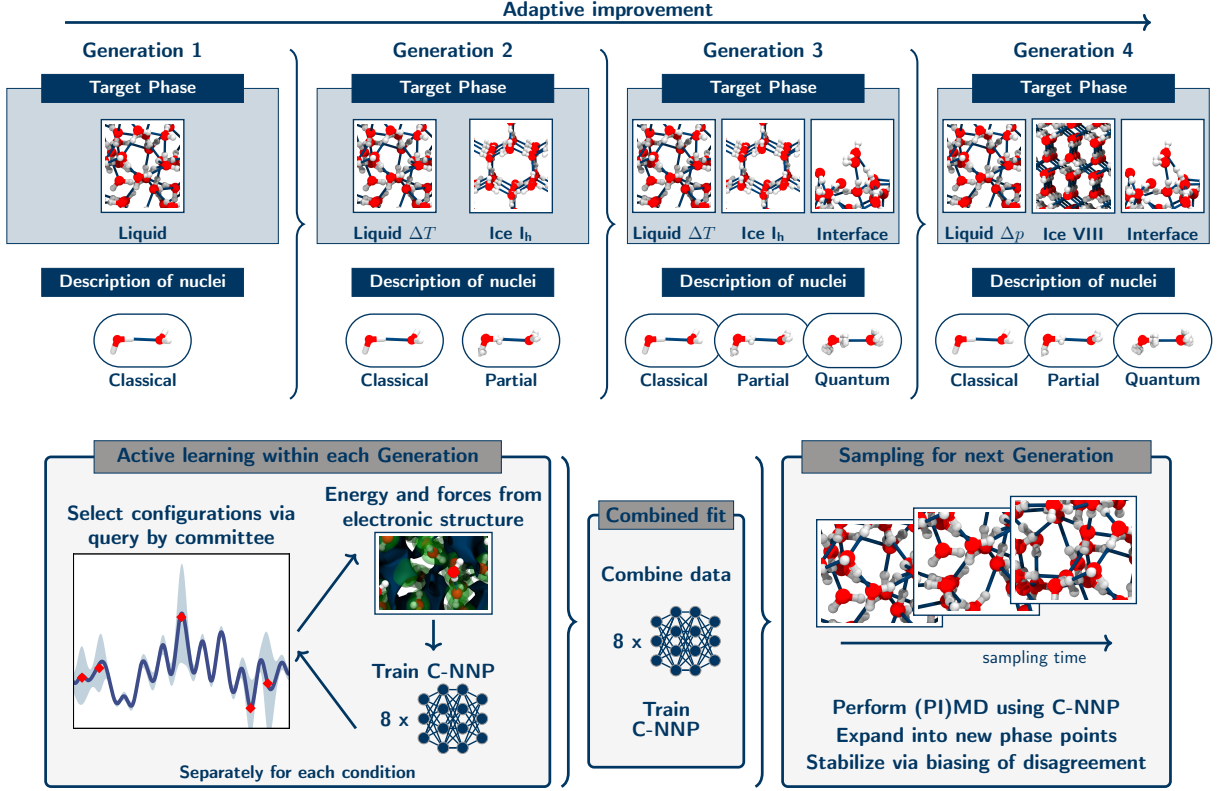 Adaptive improvement
Generation 1
Target Phase
Liquid
Description of nuclei
Classical
Generation 2
Target Phase
Liquid ΔT
Ice Iₕ
Description of nuclei
Classical
Partial
Generation 3
Target Phase
Liquid ΔT
Ice Iₕ
Interface
Description of nuclei
Classical
Partial
Quantum
Generation 4
Target Phase
Liquid Δp
Ice VIII
Interface
Description of nuclei
Classical
Partial
Quantum
Active learning within each Generation
Select configurations via
query by committee
Energy and forces from
electronic structure
Train C-NNP
8 x
Separately for each condition
Combined fit
Combine data
8 x
Train
C-NNP
Sampling for next Generation
sampling time
Perform (PI)MD using C-NNP
Expand into new phase points
Stabilize via biasing of disagreement